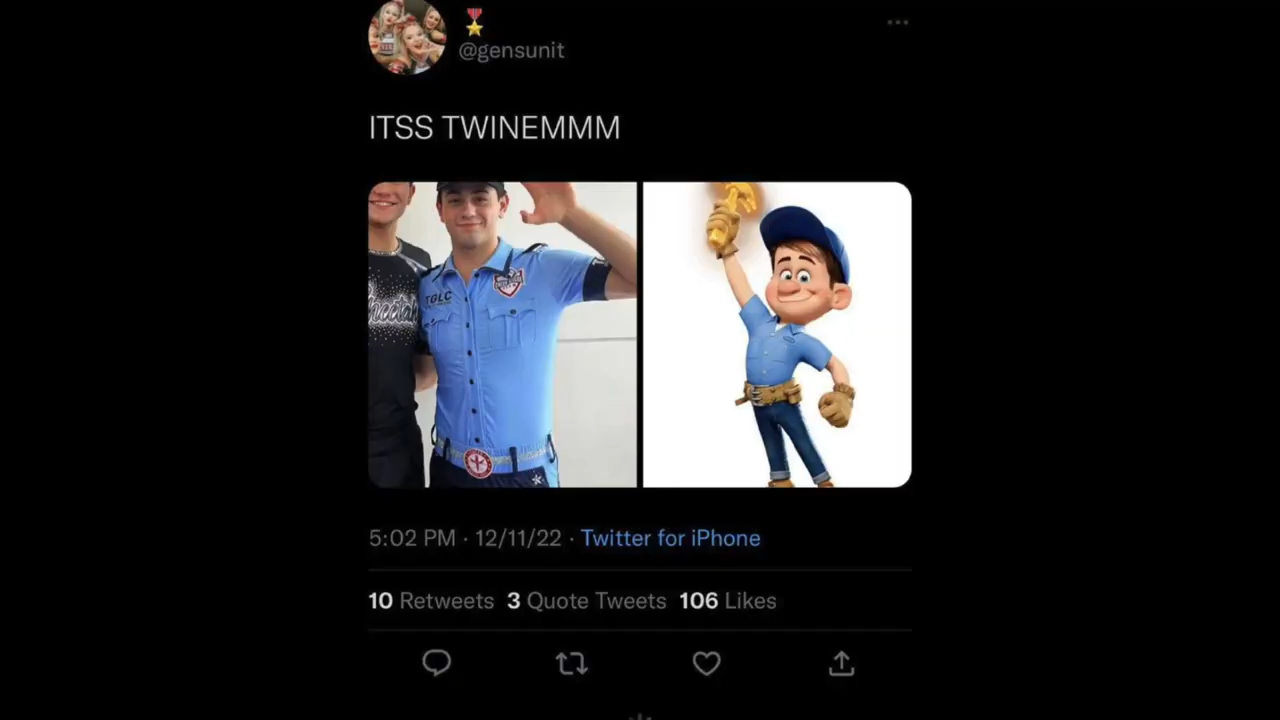 @gensunit
ITSS TWINEMMM
TGLC
5:02 PM · 12/11/22 · Twitter for iPhone
10 Retweets 3 Quote Tweets 106 Likes